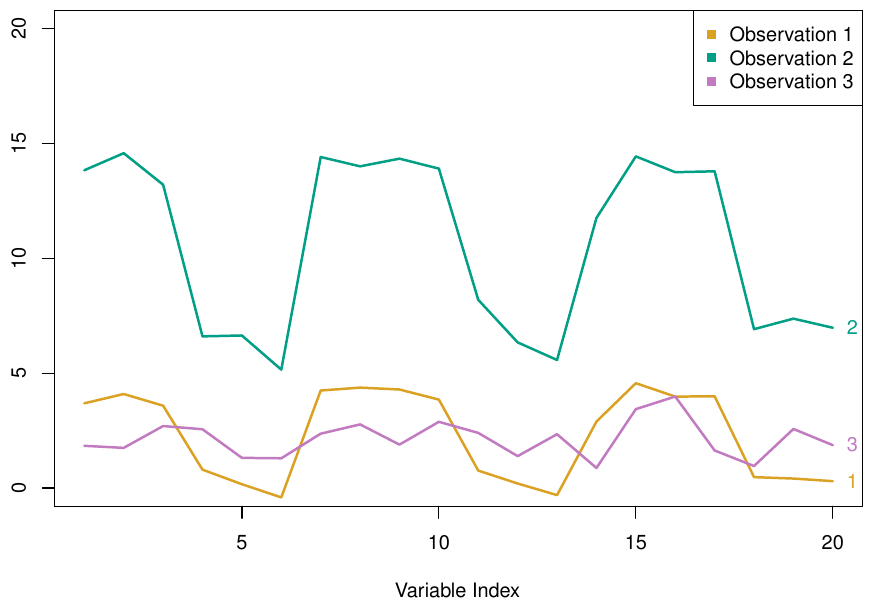 20
15
10
5
0
Observation 1
Observation 2
Observation 3
2
3
1
5 10 15 20
Variable Index